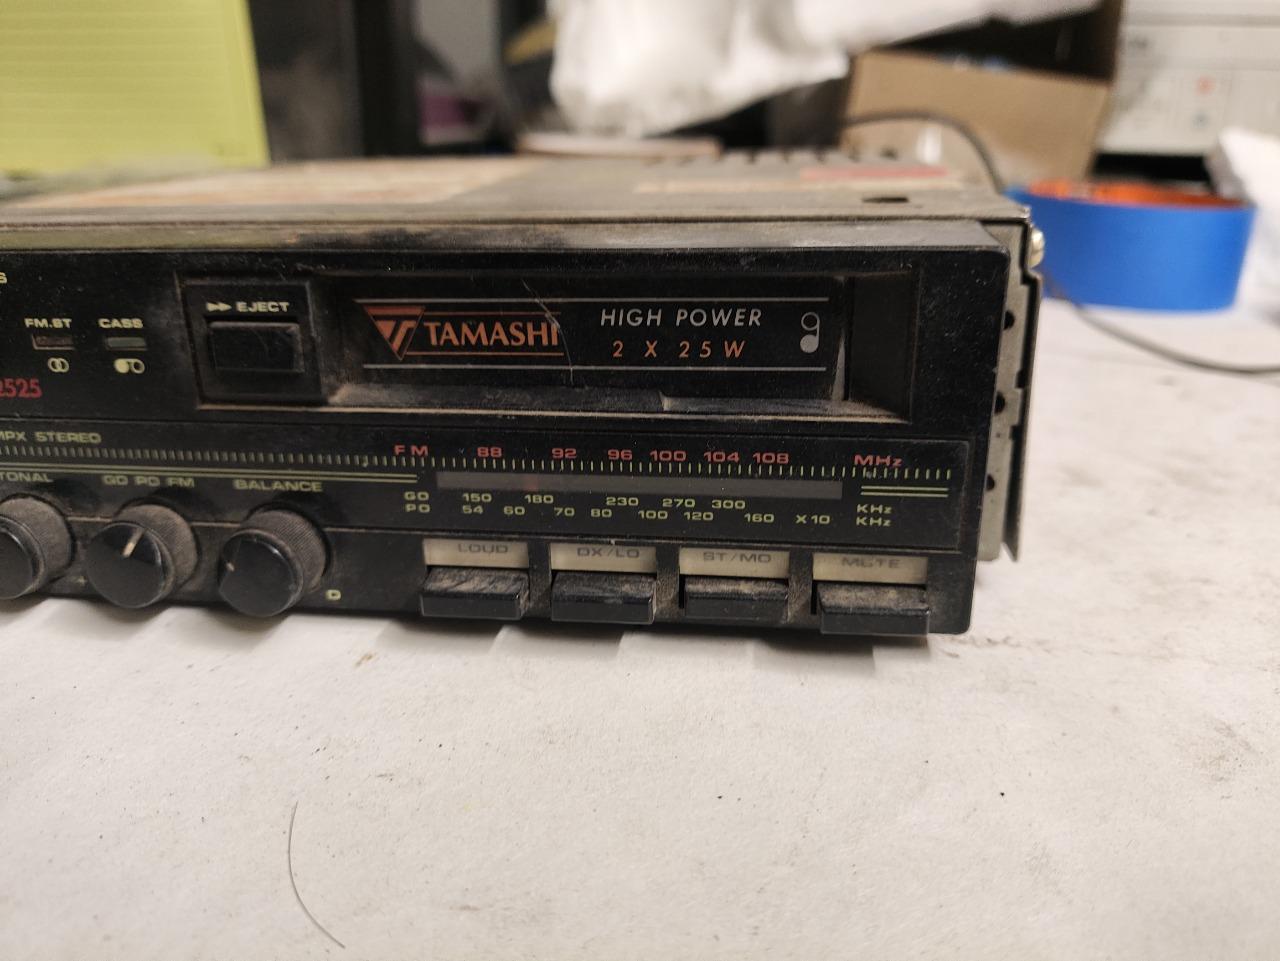 FM.ST CASS
▶▶ EJECT
TAMASHI
HIGH POWER
2 X 25W
2525
MPX STEREO
TONAL GO PO FM BALANCE
FM 88 92 96 100 104 108 MHz
GO 150 180 230 270 300 KHz
PO 54 60 70 80 100 120 160 X10 KHz
LOUD DX/LO ST/MO MUTE
D